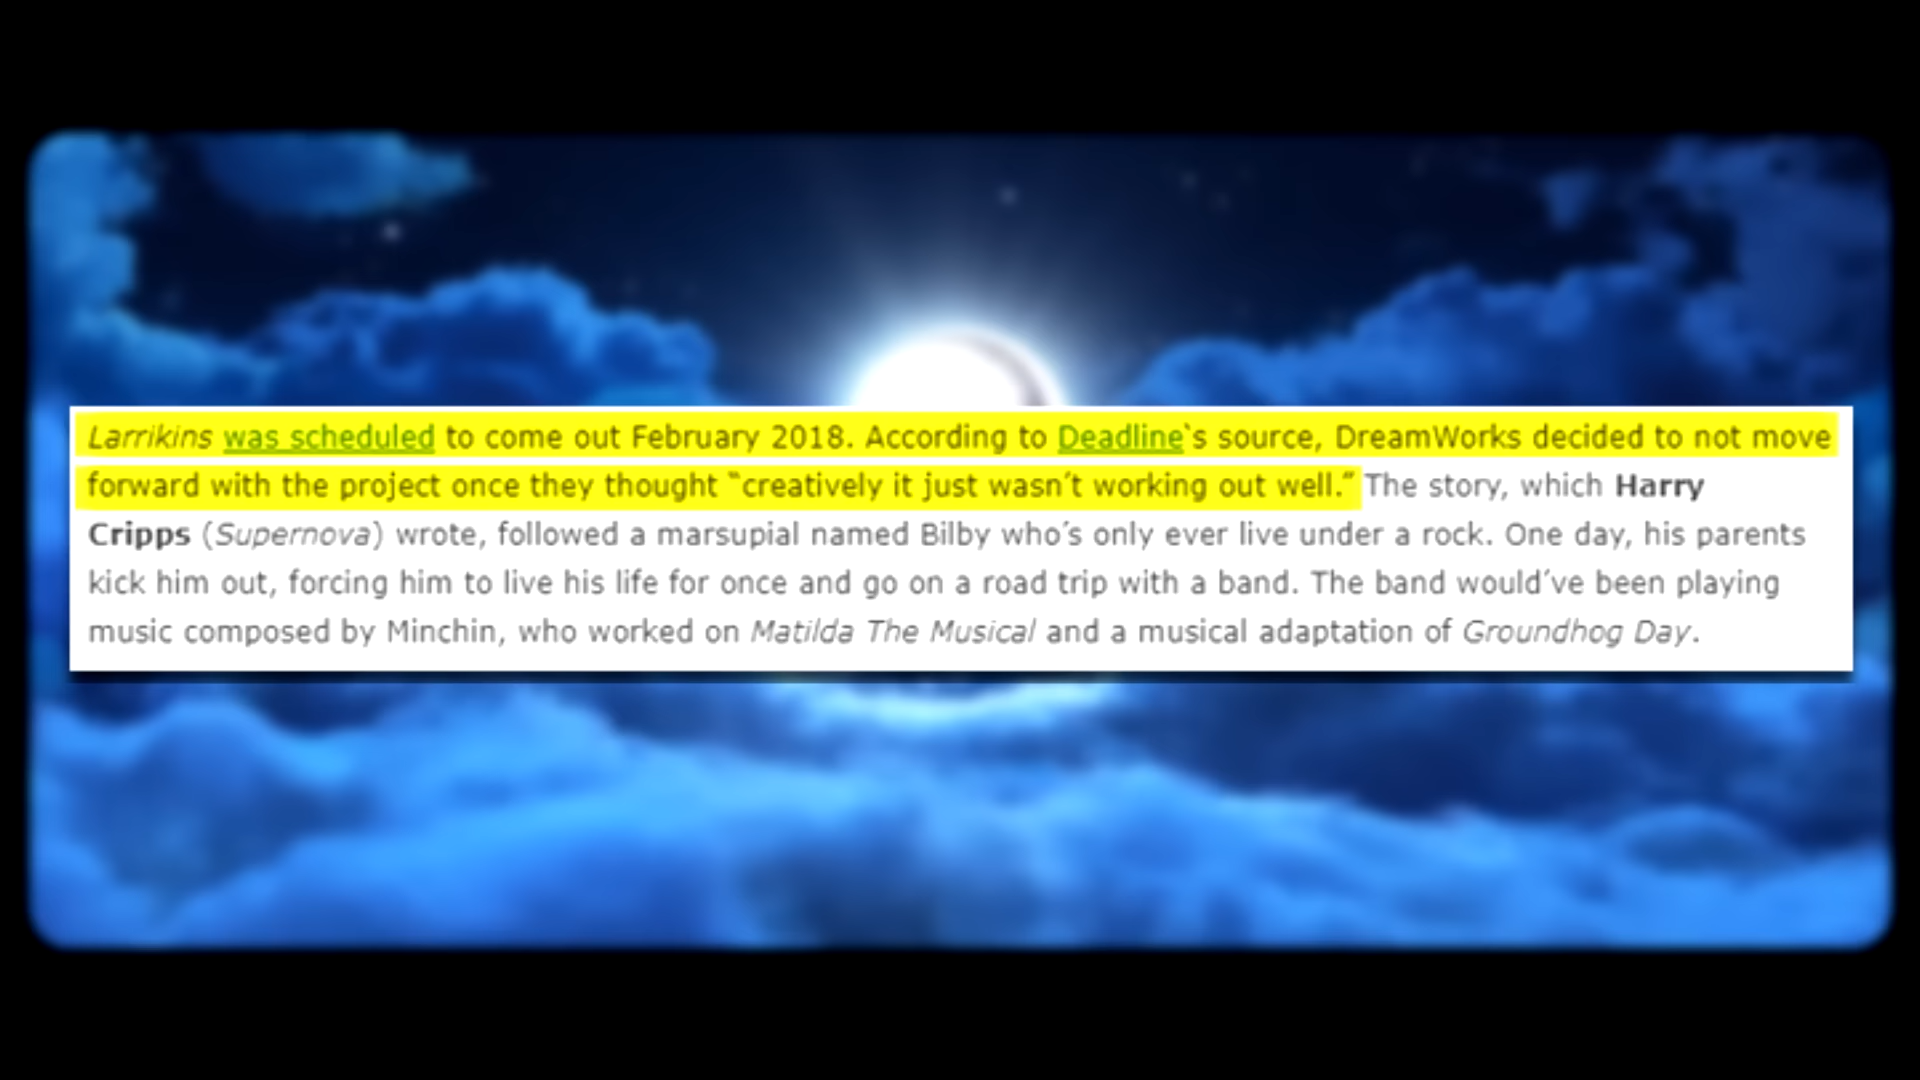 Larrikins was scheduled to come out February 2018. According to Deadline`s source, DreamWorks decided to not move
forward with the project once they thought “creatively it just wasn’t working out well.” The story, which Harry
Cripps (Supernova) wrote, followed a marsupial named Bilby who’s only ever live under a rock. One day, his parents
kick him out, forcing him to live his life for once and go on a road trip with a band. The band would’ve been playing
music composed by Minchin, who worked on Matilda The Musical and a musical adaptation of Groundhog Day.